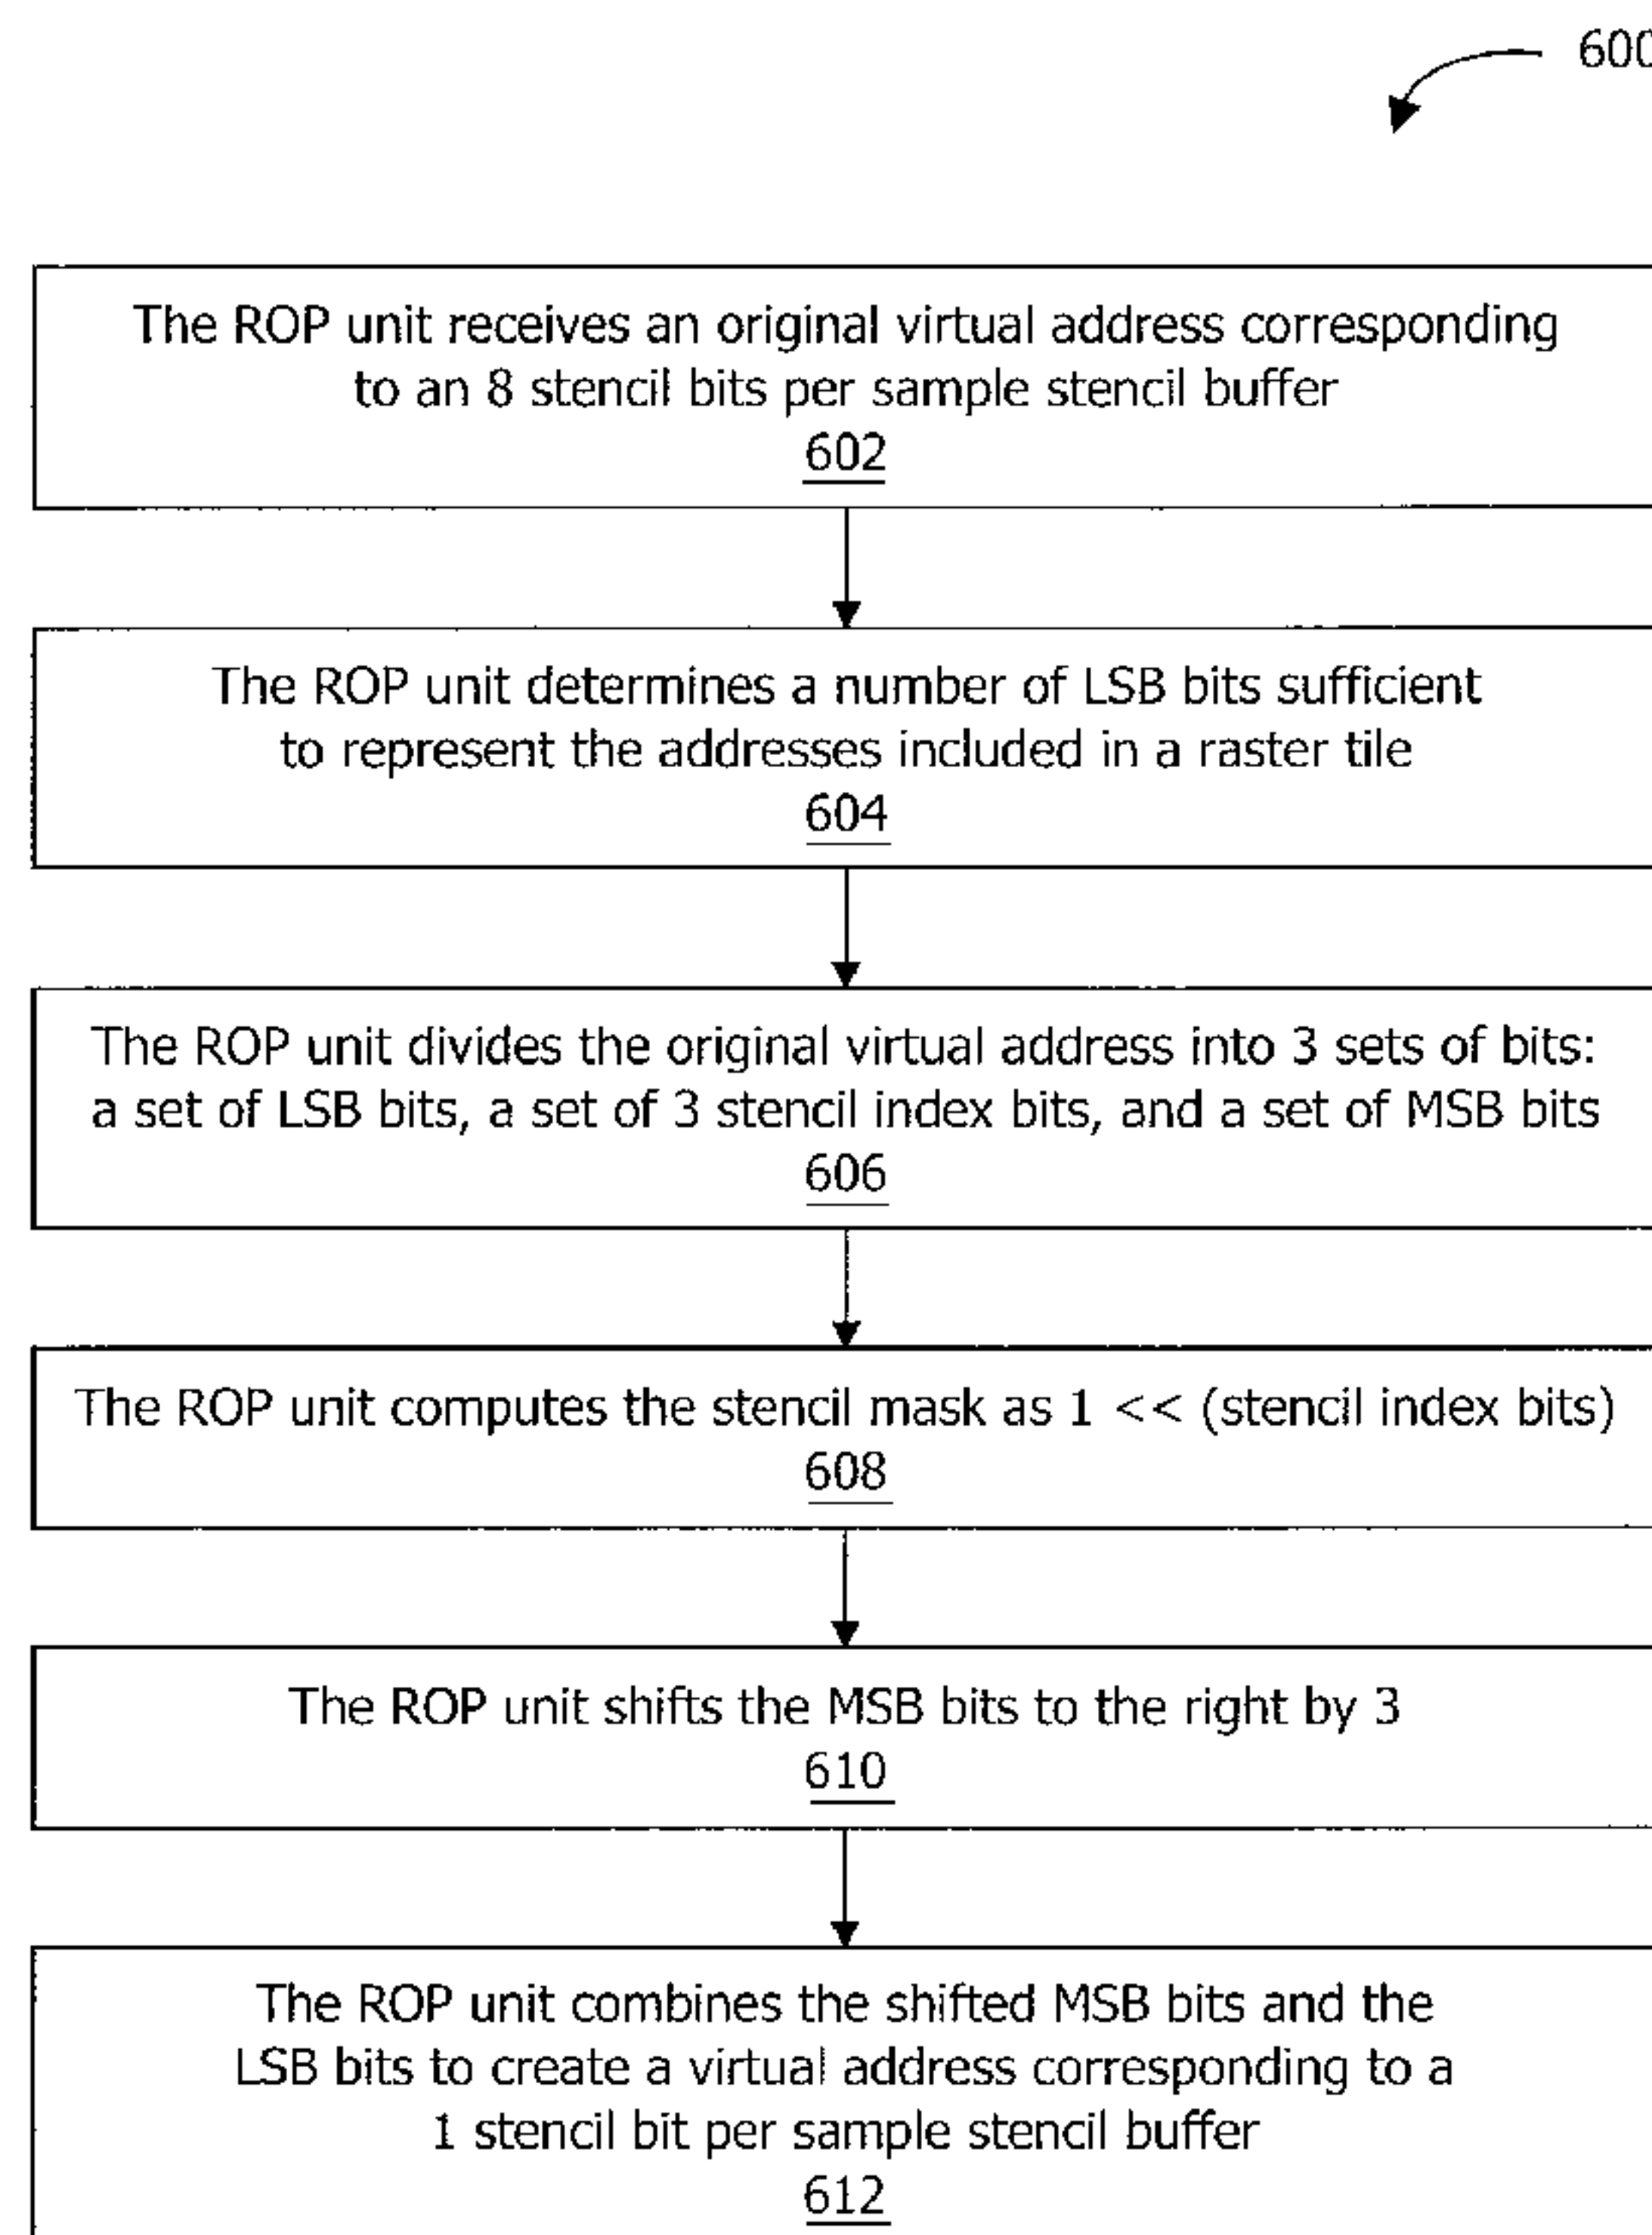 600
The ROP unit receives an original virtual address corresponding
to an 8 stencil bits per sample stencil buffer
602
The ROP unit determines a number of LSB bits sufficient
to represent the addresses included in a raster tile
604
The ROP unit divides the original virtual address into 3 sets of bits:
a set of LSB bits, a set of 3 stencil index bits, and a set of MSB bits
606
The ROP unit computes the stencil mask as 1 << (stencil index bits)
608
The ROP unit shifts the MSB bits to the right by 3
610
The ROP unit combines the shifted MSB bits and the
LSB bits to create a virtual address corresponding to a
1 stencil bit per sample stencil buffer
612